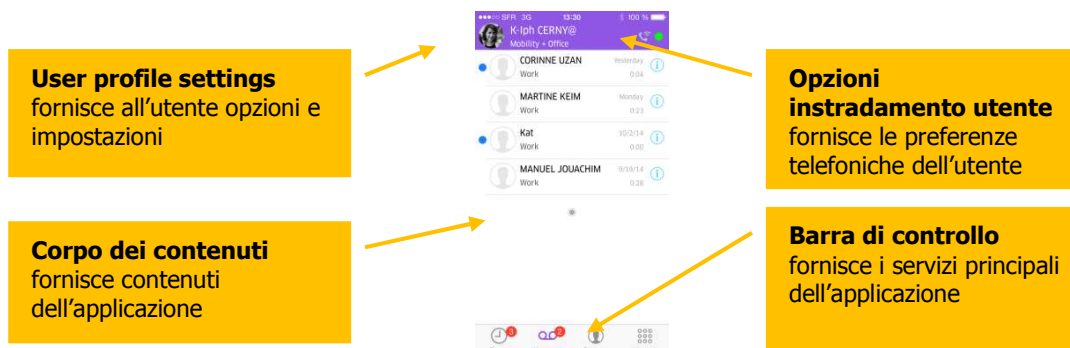 User profile settings
fornisce all'utente opzioni e
impostazioni
Corpo dei contenuti
fornisce contenuti
dell'applicazione
SFR 3G 13:30 100 %
K-Iph CERNY@
Mobility + Office
CORINNE UZAN Yesterday
Work 0:04
MARTINE KEIM Monday
Work 0:23
Kat 10/2/14
Work 0:00
MANUEL JOUACHIM 9/19/14
Work 0:38
3 2
Opzioni
instradamento utente
fornisce le preferenze
telefoniche dell'utente
Barra di controllo
fornisce i servizi principali
dell'applicazione